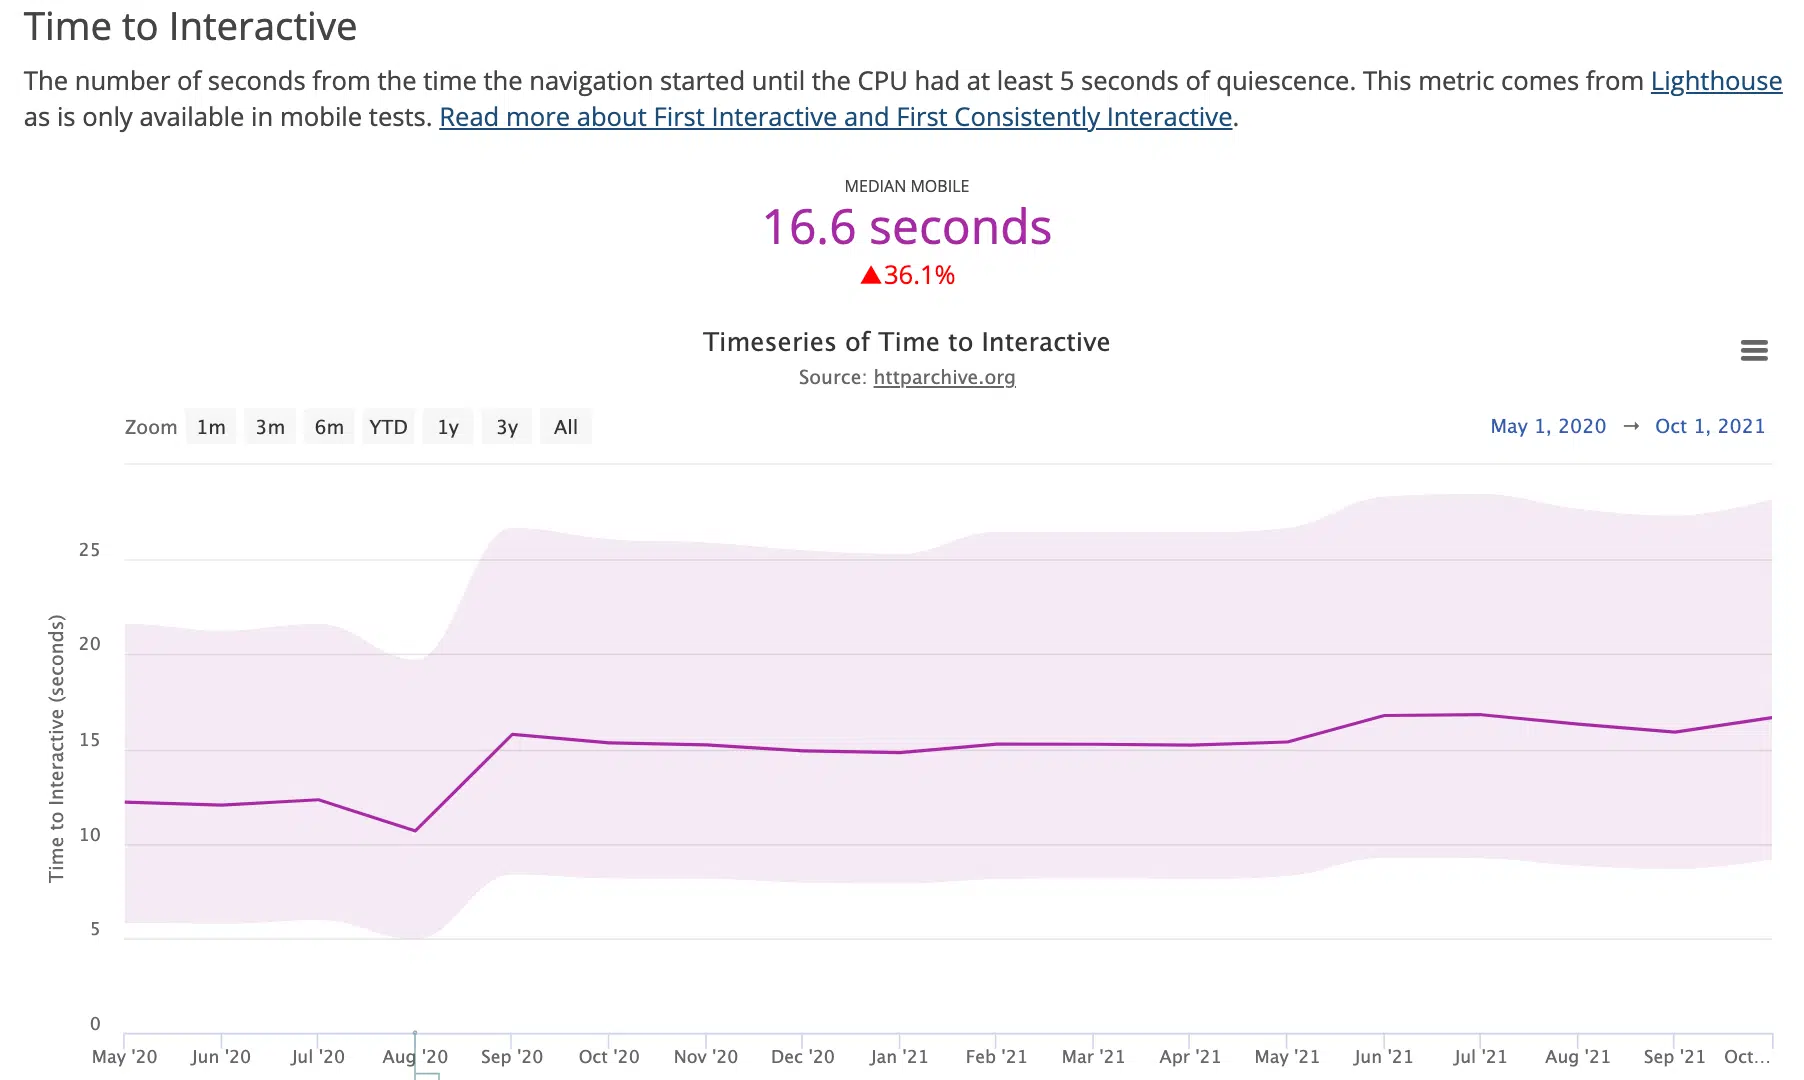 Time to Interactive
The number of seconds from the time the navigation started until the CPU had at least 5 seconds of quiescence. This metric comes from Lighthouse
as is only available in mobile tests. Read more about First Interactive and First Consistently Interactive.
MEDIAN MOBILE
16.6 seconds
▲36.1%
Timeseries of Time to Interactive
Source: httparchive.org
Zoom 1m 3m 6m YTD 1y 3y All
May 1, 2020 → Oct 1, 2021
Time to Interactive (seconds)
25
20
15
10
5
0
May '20 Jun '20 Jul '20 Aug '20 Sep '20 Oct '20 Nov '20 Dec '20 Jan '21 Feb '21 Mar '21 Apr '21 May '21 Jun '21 Jul '21 Aug '21 Sep '21 Oct...